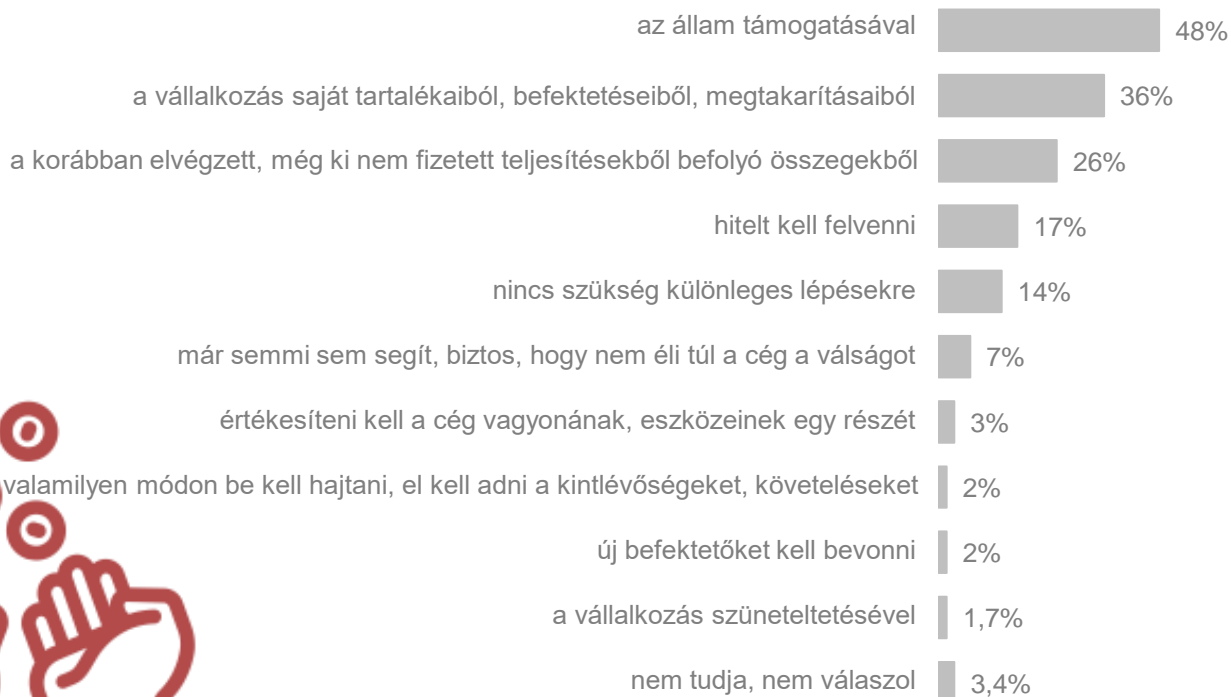 az állam támogatásával 48%
a vállalkozás saját tartalékaiból, befektetéseiből, megtakarításaiból 36%
a korábban elvégzett, még ki nem fizetett teljesítésekből befolyó összegekből 26%
hitelt kell felvenni 17%
nincs szükség különleges lépésekre 14%
már semmi sem segít, biztos, hogy nem éli túl a cég a válságot 7%
értékesíteni kell a cég vagyonának, eszközeinek egy részét 3%
valamilyen módon be kell hajtani, el kell adni a kintlévőségeket, követeléseket 2%
új befektetőket kell bevonni 2%
a vállalkozás szüneteltetésével 1,7%
nem tudja, nem válaszol 3,4%